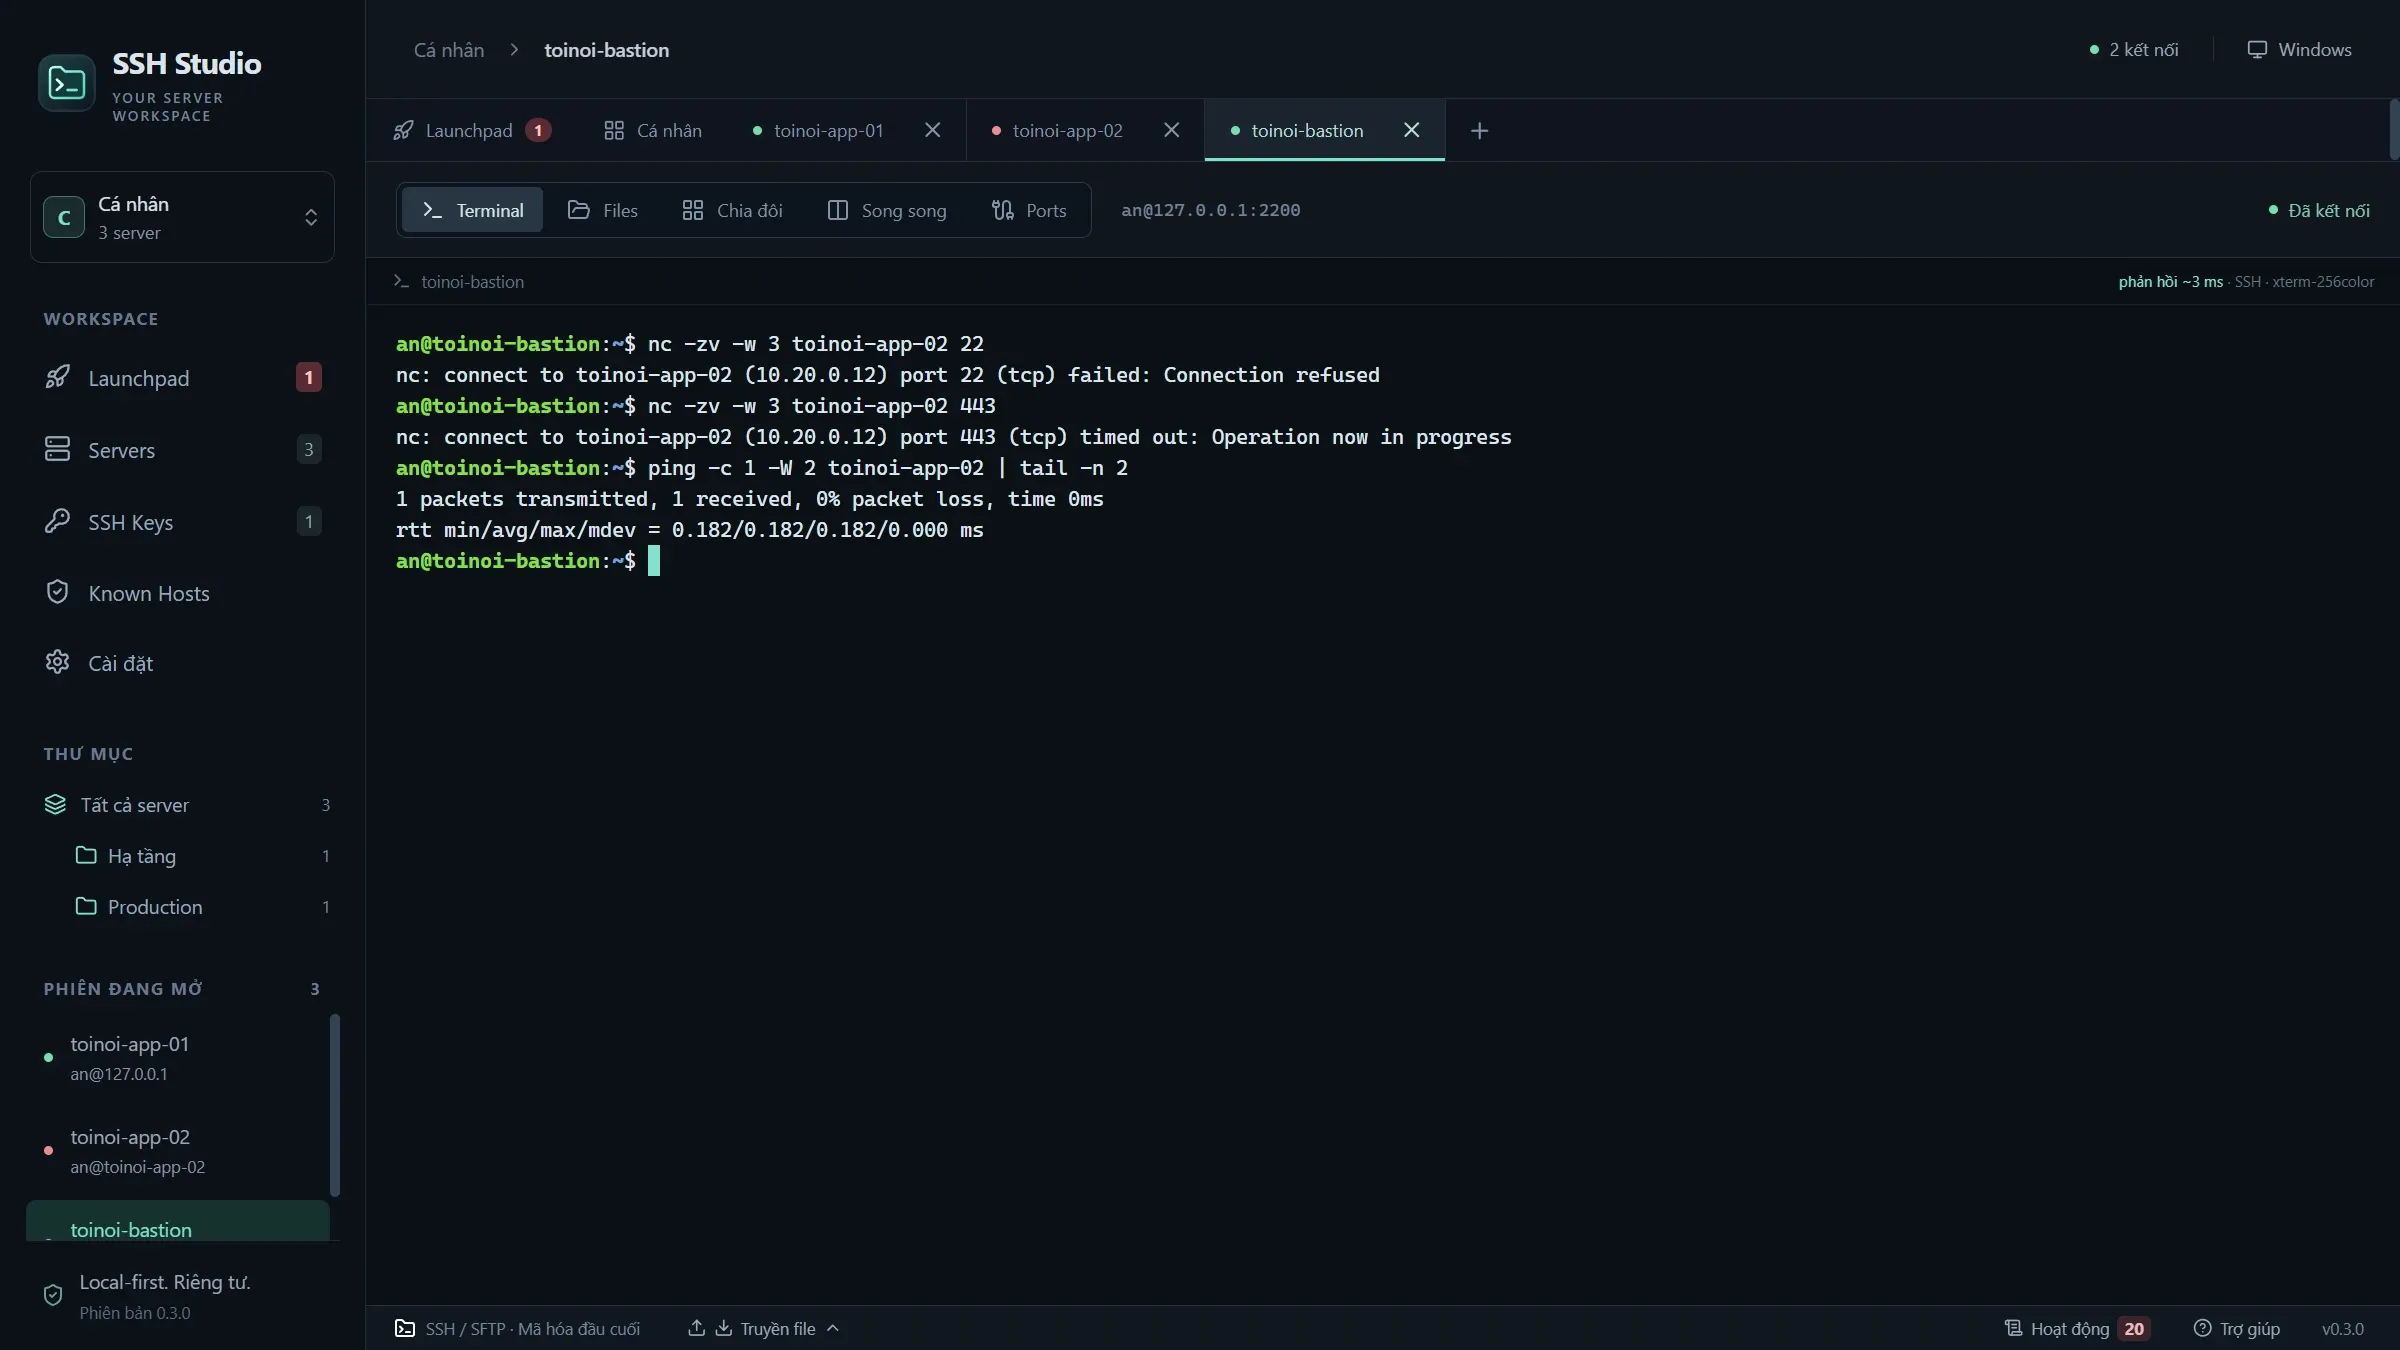 SSH Studio
YOUR SERVER
WORKSPACE
C
Cá nhân
3 server
WORKSPACE
Launchpad 1
Servers 3
SSH Keys 1
Known Hosts
Cài đặt
THƯ MỤC
Tất cả server 3
Hạ tầng 1
Production 1
PHIÊN ĐANG MỞ 3
toinoi-app-01
an@127.0.0.1
toinoi-app-02
an@toinoi-app-02
toinoi-bastion
Local-first. Riêng tư.
Phiên bản 0.3.0
Cá nhân > toinoi-bastion
2 kết nối
Windows
Launchpad 1
Cá nhân
toinoi-app-01
toinoi-app-02
toinoi-bastion
Terminal
Files
Chia đôi
Song song
Ports
an@127.0.0.1:2200
Đã kết nối
toinoi-bastion
phản hồi ~3 ms · SSH · xterm-256color
an@toinoi-bastion:~$ nc -zv -w 3 toinoi-app-02 22
nc: connect to toinoi-app-02 (10.20.0.12) port 22 (tcp) failed: Connection refused
an@toinoi-bastion:~$ nc -zv -w 3 toinoi-app-02 443
nc: connect to toinoi-app-02 (10.20.0.12) port 443 (tcp) timed out: Operation now in progress
an@toinoi-bastion:~$ ping -c 1 -W 2 toinoi-app-02 | tail -n 2
1 packets transmitted, 1 received, 0% packet loss, time 0ms
rtt min/avg/max/mdev = 0.182/0.182/0.182/0.000 ms
an@toinoi-bastion:~$
SSH / SFTP · Mã hóa đầu cuối
Truyền file
Hoạt động 20
Trợ giúp
v0.3.0